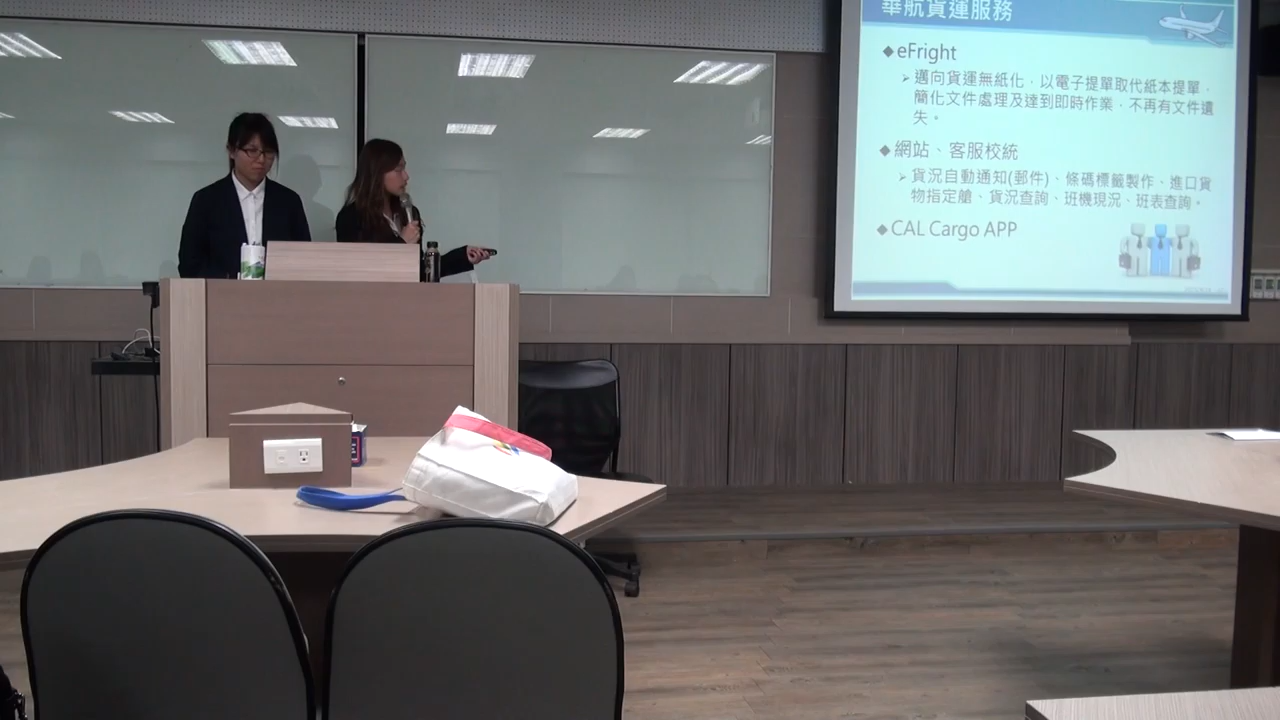 華航貨運服務
◆eFright
➢邁向貨運無紙化，以電子提單取代紙本提單，
簡化文件處理及達到即時作業，不再有文件遺
失。
◆網站、客服校統
➢貨況自動通知(郵件)、條碼標籤製作、進口貨
物指定艙、貨況查詢、班機現況、班表查詢。
◆CAL Cargo APP